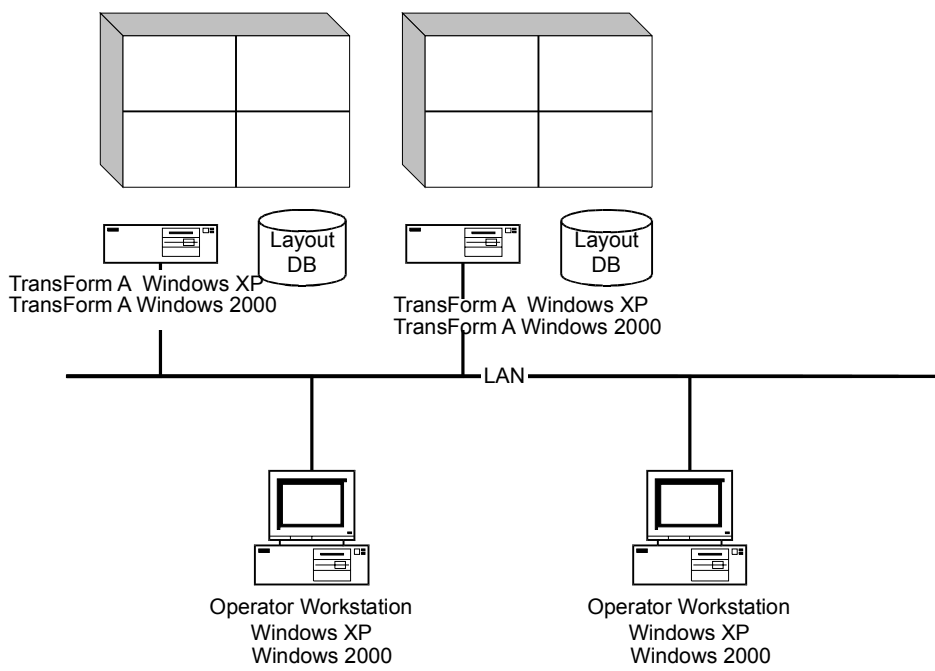 Layout
DB
Layout
DB
TransForm A  Windows XP
TransForm A Windows 2000
TransForm A  Windows XP
TransForm A Windows 2000
LAN
Operator Workstation
Windows XP
Windows 2000
Operator Workstation
Windows XP
Windows 2000